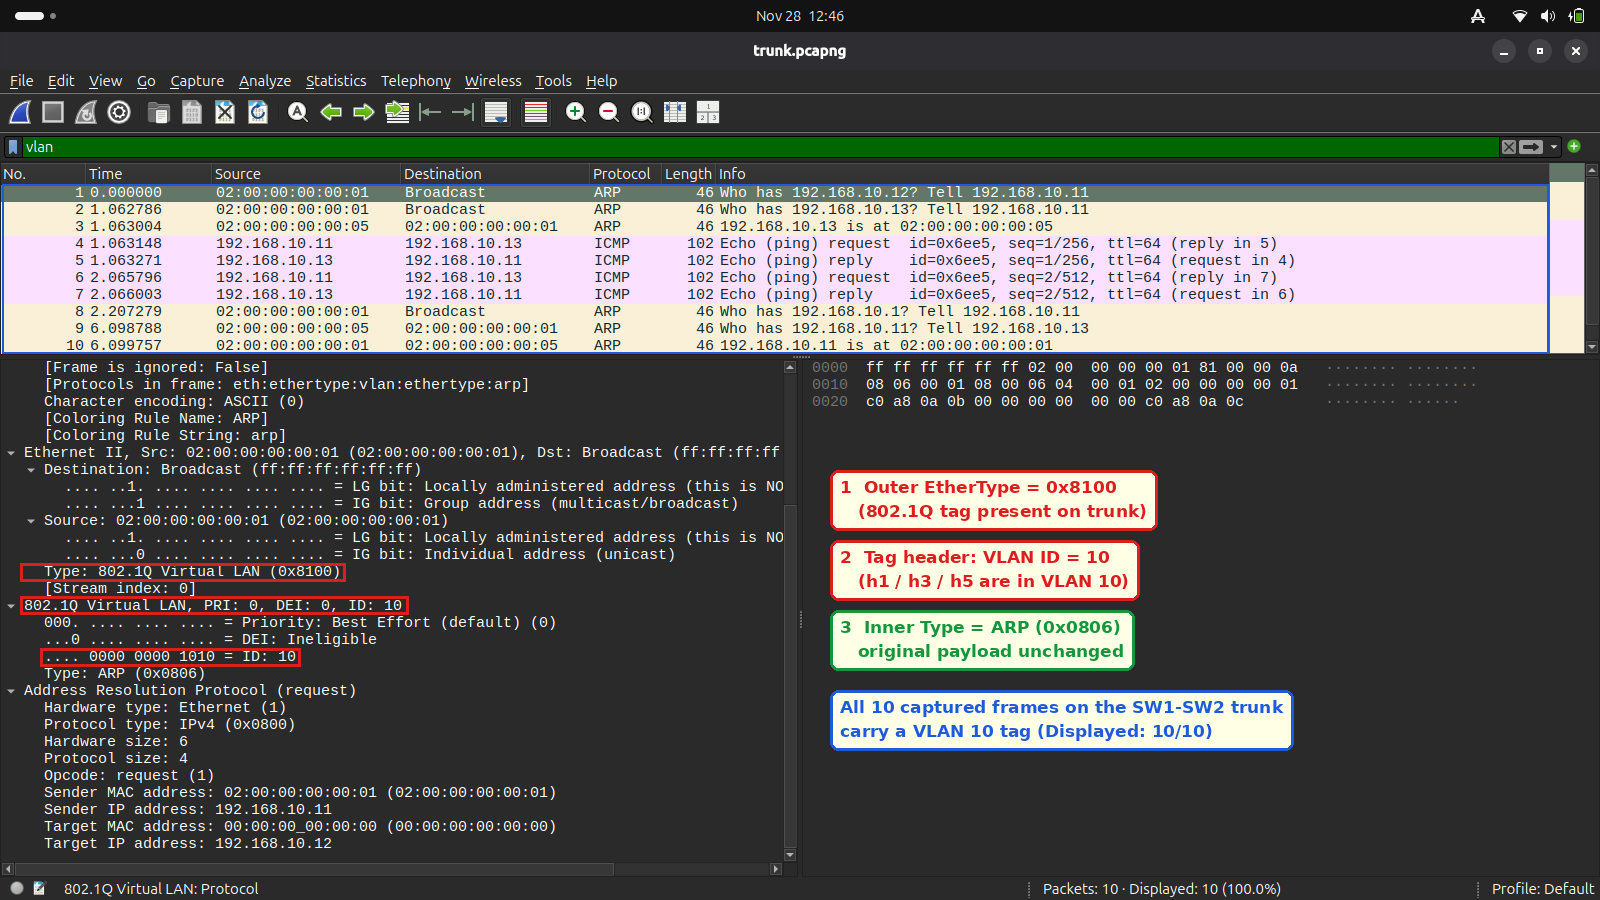 Nov 28 12:46
trunk.pcapng
File Edit View Go Capture Analyze Statistics Telephony Wireless Tools Help
vlan
No. Time Source Destination Protocol Length Info
1 0.000000 02:00:00:00:00:01 Broadcast ARP 46 Who has 192.168.10.12? Tell 192.168.10.11
2 1.062786 02:00:00:00:00:01 Broadcast ARP 46 Who has 192.168.10.13? Tell 192.168.10.11
3 1.063004 02:00:00:00:00:05 02:00:00:00:00:01 ARP 46 192.168.10.13 is at 02:00:00:00:00:05
4 1.063148 192.168.10.11 192.168.10.13 ICMP 102 Echo (ping) request id=0x6ee5, seq=1/256, ttl=64 (reply in 5)
5 1.063271 192.168.10.13 192.168.10.11 ICMP 102 Echo (ping) reply id=0x6ee5, seq=1/256, ttl=64 (request in 4)
6 2.065796 192.168.10.11 192.168.10.13 ICMP 102 Echo (ping) request id=0x6ee5, seq=2/512, ttl=64 (reply in 7)
7 2.066003 192.168.10.13 192.168.10.11 ICMP 102 Echo (ping) reply id=0x6ee5, seq=2/512, ttl=64 (request in 6)
8 2.207279 02:00:00:00:00:01 Broadcast ARP 46 Who has 192.168.10.1? Tell 192.168.10.11
9 6.098788 02:00:00:00:00:05 02:00:00:00:00:01 ARP 46 Who has 192.168.10.11? Tell 192.168.10.13
10 6.099757 02:00:00:00:00:01 02:00:00:00:00:05 ARP 46 192.168.10.11 is at 02:00:00:00:00:01
[Frame is ignored: False]
[Protocols in frame: eth:ethertype:vlan:ethertype:arp]
Character encoding: ASCII (0)
[Coloring Rule Name: ARP]
[Coloring Rule String: arp]
Ethernet II, Src: 02:00:00:00:00:01 (02:00:00:00:00:01), Dst: Broadcast (ff:ff:ff:ff
Destination: Broadcast (ff:ff:ff:ff:ff:ff)
.... ..1. .... .... .... .... = LG bit: Locally administered address (this is NO
.... ...1 .... .... .... .... = IG bit: Group address (multicast/broadcast)
Source: 02:00:00:00:00:01 (02:00:00:00:00:01)
.... ..1. .... .... .... .... = LG bit: Locally administered address (this is NO
.... ...0 .... .... .... .... = IG bit: Individual address (unicast)
Type: 802.1Q Virtual LAN (0x8100)
[Stream index: 0]
802.1Q Virtual LAN, PRI: 0, DEI: 0, ID: 10
000. .... .... .... = Priority: Best Effort (default) (0)
...0 .... .... .... = DEI: Ineligible
.... 0000 0000 1010 = ID: 10
Type: ARP (0x0806)
Address Resolution Protocol (request)
Hardware type: Ethernet (1)
Protocol type: IPv4 (0x0800)
Hardware size: 6
Protocol size: 4
Opcode: request (1)
Sender MAC address: 02:00:00:00:00:01 (02:00:00:00:00:01)
Sender IP address: 192.168.10.11
Target MAC address: 00:00:00_00:00:00 (00:00:00:00:00:00)
Target IP address: 192.168.10.12
0000 ff ff ff ff ff ff 02 00 00 00 00 01 81 00 00 0a ········ ········
0010 08 06 00 01 08 00 06 04 00 01 02 00 00 00 00 01 ········ ········
0020 c0 a8 0a 0b 00 00 00 00 00 00 c0 a8 0a 0c ········ ······
1 Outer EtherType = 0x8100
(802.1Q tag present on trunk)
2 Tag header: VLAN ID = 10
(h1 / h3 / h5 are in VLAN 10)
3 Inner Type = ARP (0x0806)
original payload unchanged
All 10 captured frames on the SW1-SW2 trunk
carry a VLAN 10 tag (Displayed: 10/10)
802.1Q Virtual LAN: Protocol
Packets: 10 · Displayed: 10 (100.0%)
Profile: Default